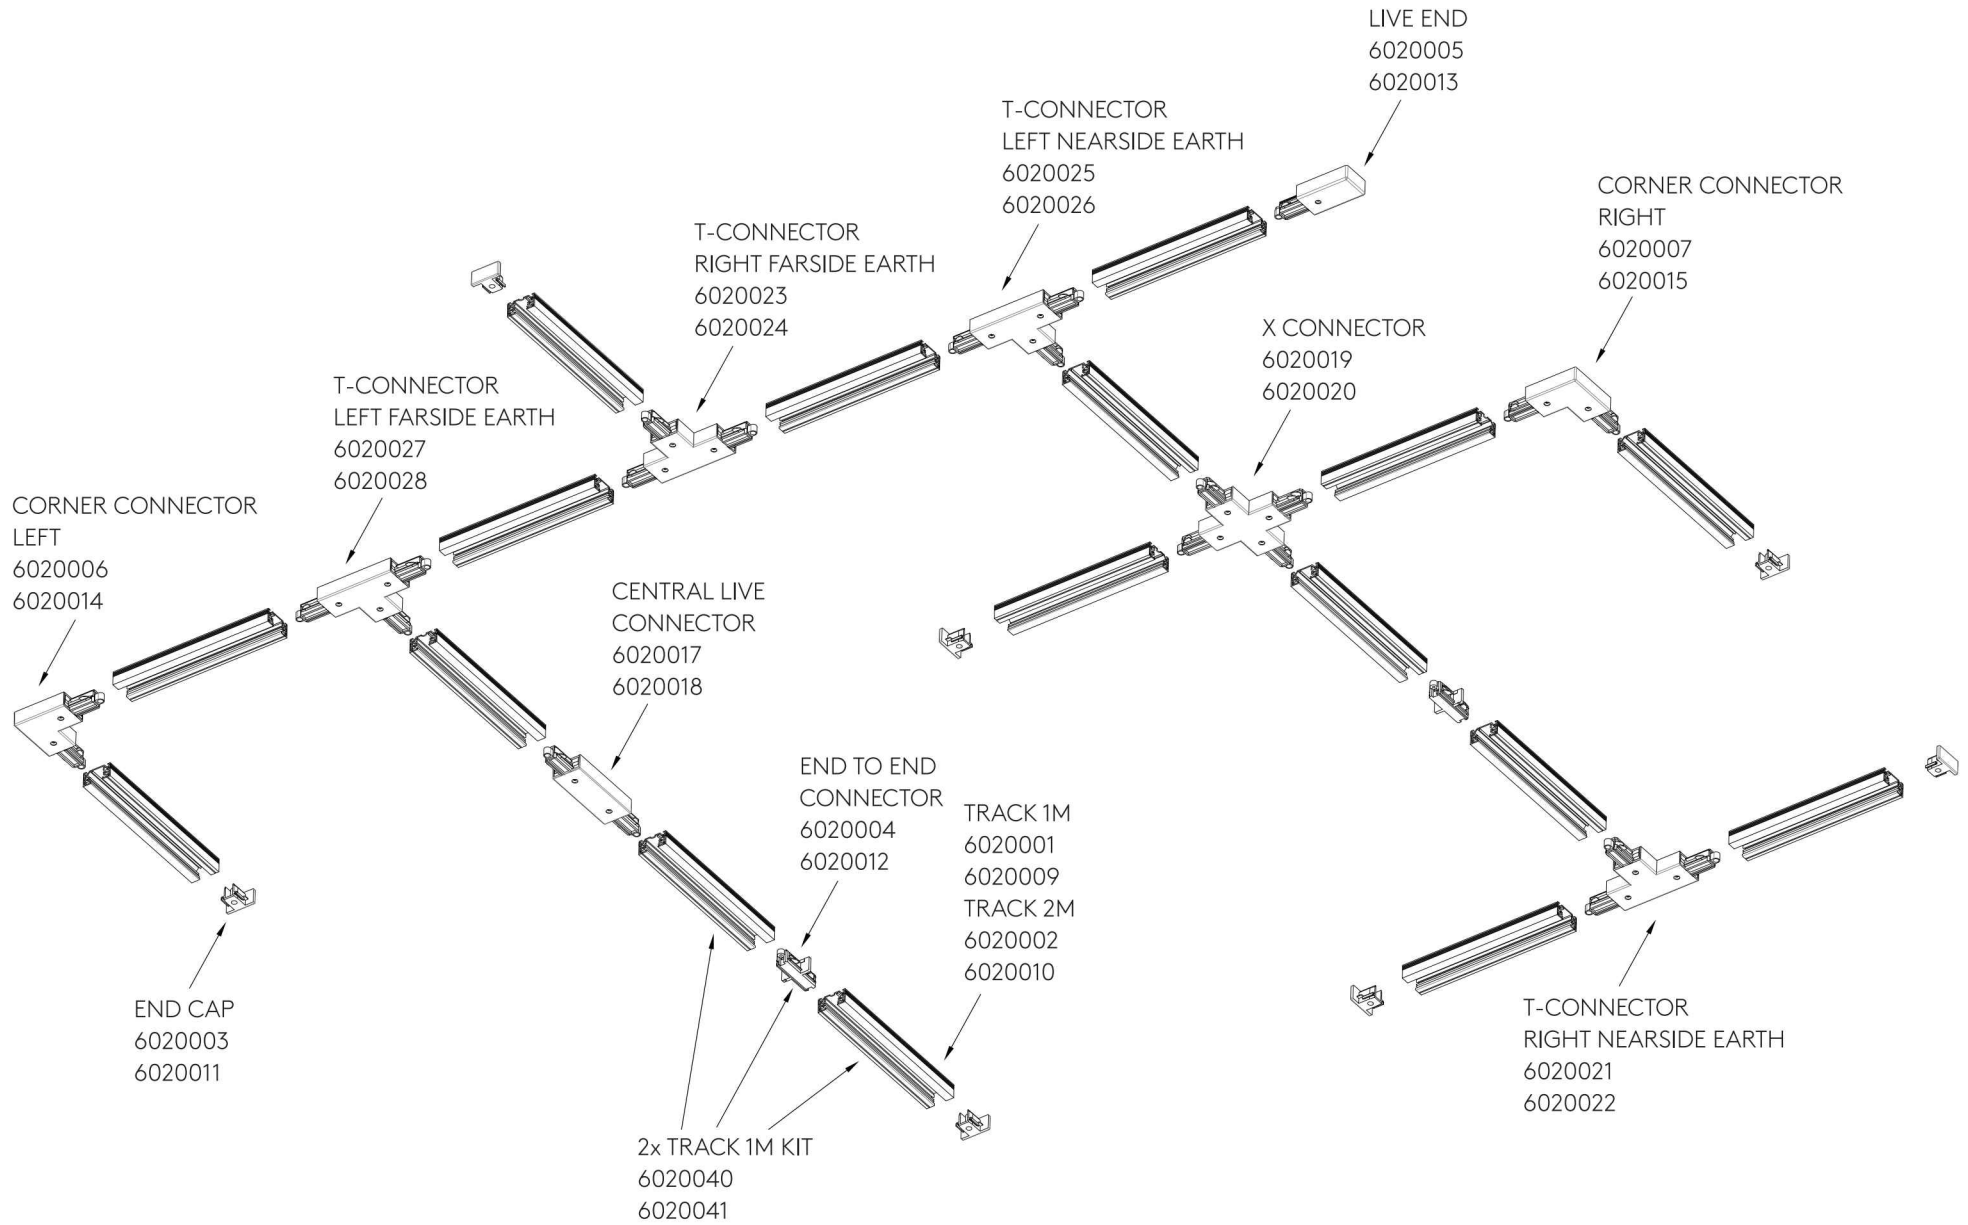 LIVE END
6020005
6020013
T-CONNECTOR
LEFT NEARSIDE EARTH
6020025
6020026
CORNER CONNECTOR
RIGHT
6020007
6020015
T-CONNECTOR
RIGHT FARSIDE EARTH
6020023
6020024
X CONNECTOR
6020019
6020020
T-CONNECTOR
LEFT FARSIDE EARTH
6020027
6020028
CORNER CONNECTOR
LEFT
6020006
6020014
CENTRAL LIVE
CONNECTOR
6020017
6020018
END TO END
CONNECTOR
6020004
6020012
TRACK 1M
6020001
6020009
TRACK 2M
6020002
6020010
END CAP
6020003
6020011
T-CONNECTOR
RIGHT NEARSIDE EARTH
6020021
6020022
2x TRACK 1M KIT
6020040
6020041